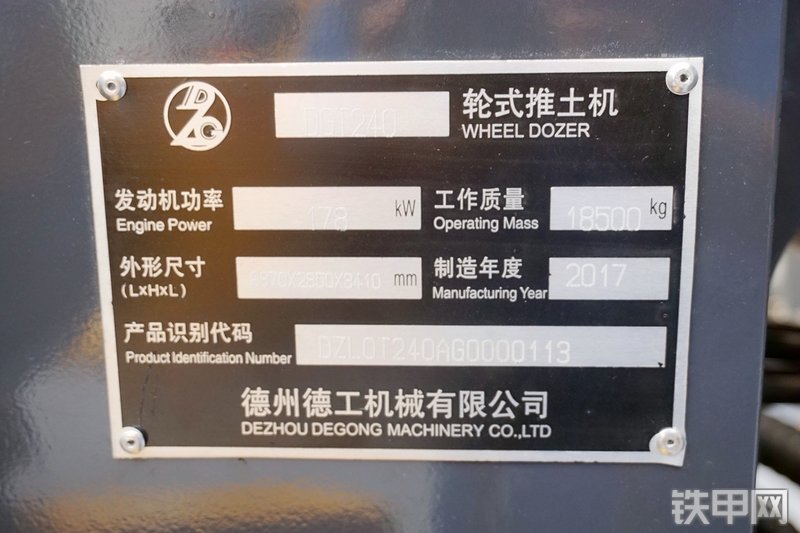 DZG
DGT240
轮式推土机
WHEEL DOZER
发动机功率 178 kW 工作质量 18500 kg
Engine Power Operating Mass
外形尺寸 mm 制造年度 2017
(L×H×L) Manufacturing Year
产品识别代码 DZL0T240AG0000113
Product Identification Number
德州德工机械有限公司
DEZHOU DEGONG MACHINERY CO.,LTD
铁甲网